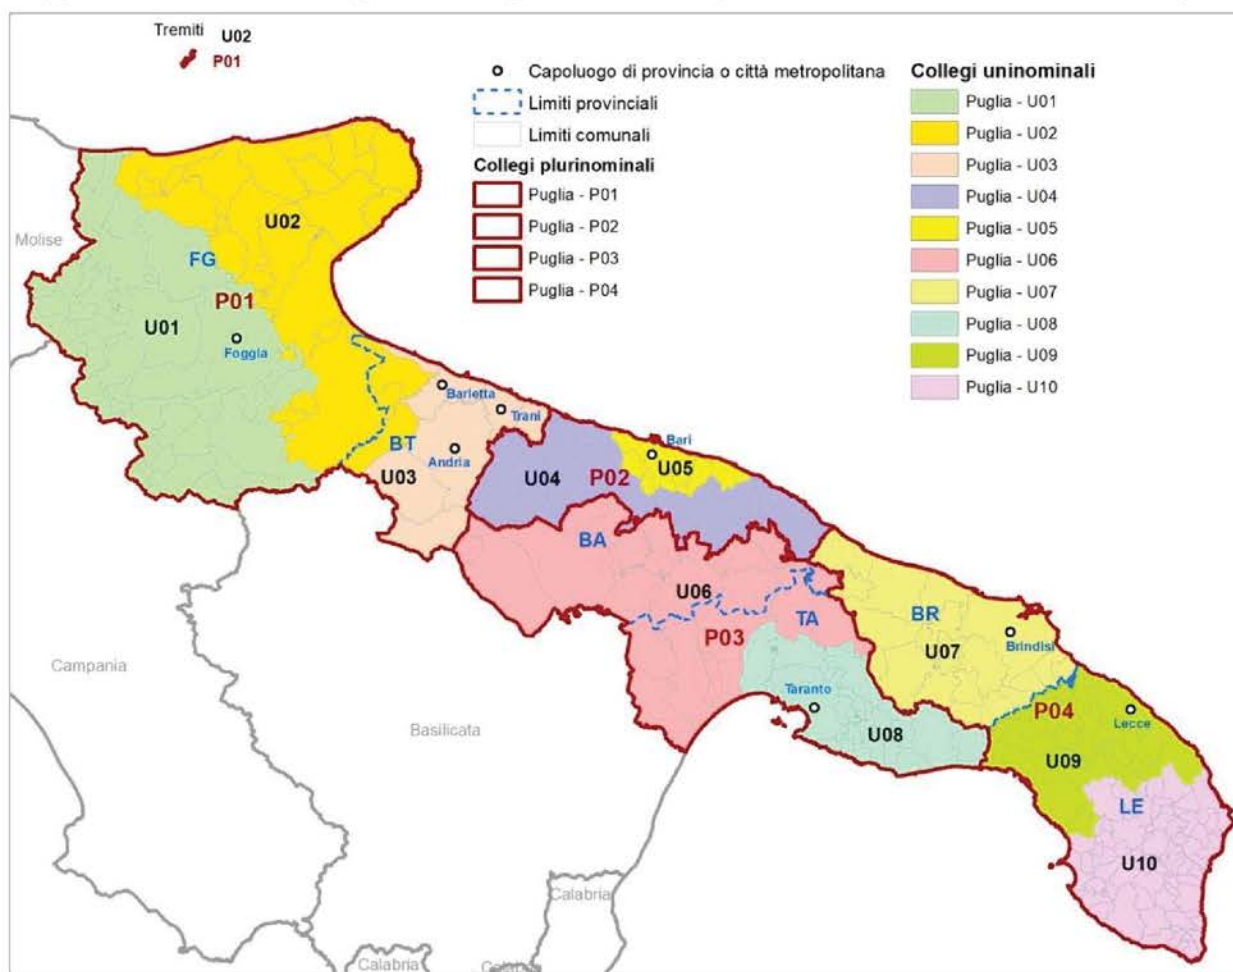 Tremiti
U02
P01
Capoluogo di provincia o città metropolitana
Limiti provinciali
Limiti comunali
Collegi plurinominali
Puglia - P01
Puglia - P02
Puglia - P03
Puglia - P04
Collegi uninominali
Puglia - U01
Puglia - U02
Puglia - U03
Puglia - U04
Puglia - U05
Puglia - U06
Puglia - U07
Puglia - U08
Puglia - U09
Puglia - U10
Molise
U02
FG
P01
U01
Foggia
Barletta
Trani
BT
Andria
U03
Bari
U04
P02
U05
BA
U06
TA
P03
BR
Brindisi
U07
Campania
Taranto
Basilicata
U08
P04
Lecce
U09
LE
U10
Calabria
Calabria